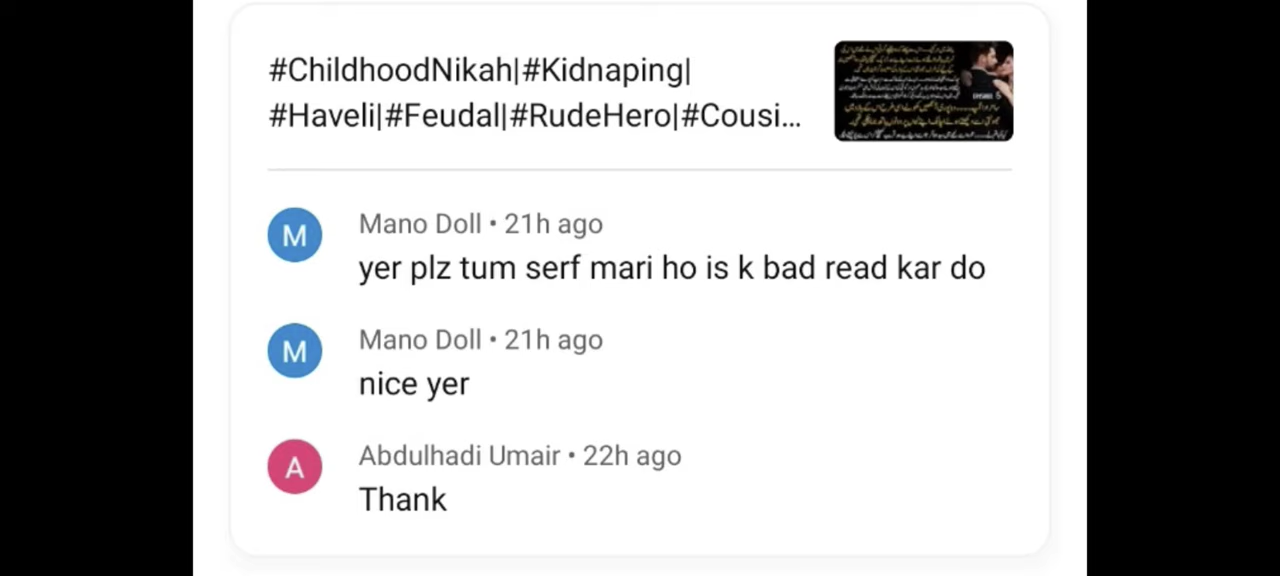 #ChildhoodNikah|#Kidnaping|
#Haveli|#Feudal|#RudeHero|#Cousi...
EPISODE
M
Mano Doll • 21h ago
yer plz tum serf mari ho is k bad read kar do
M
Mano Doll • 21h ago
nice yer
A
Abdulhadi Umair • 22h ago
Thank